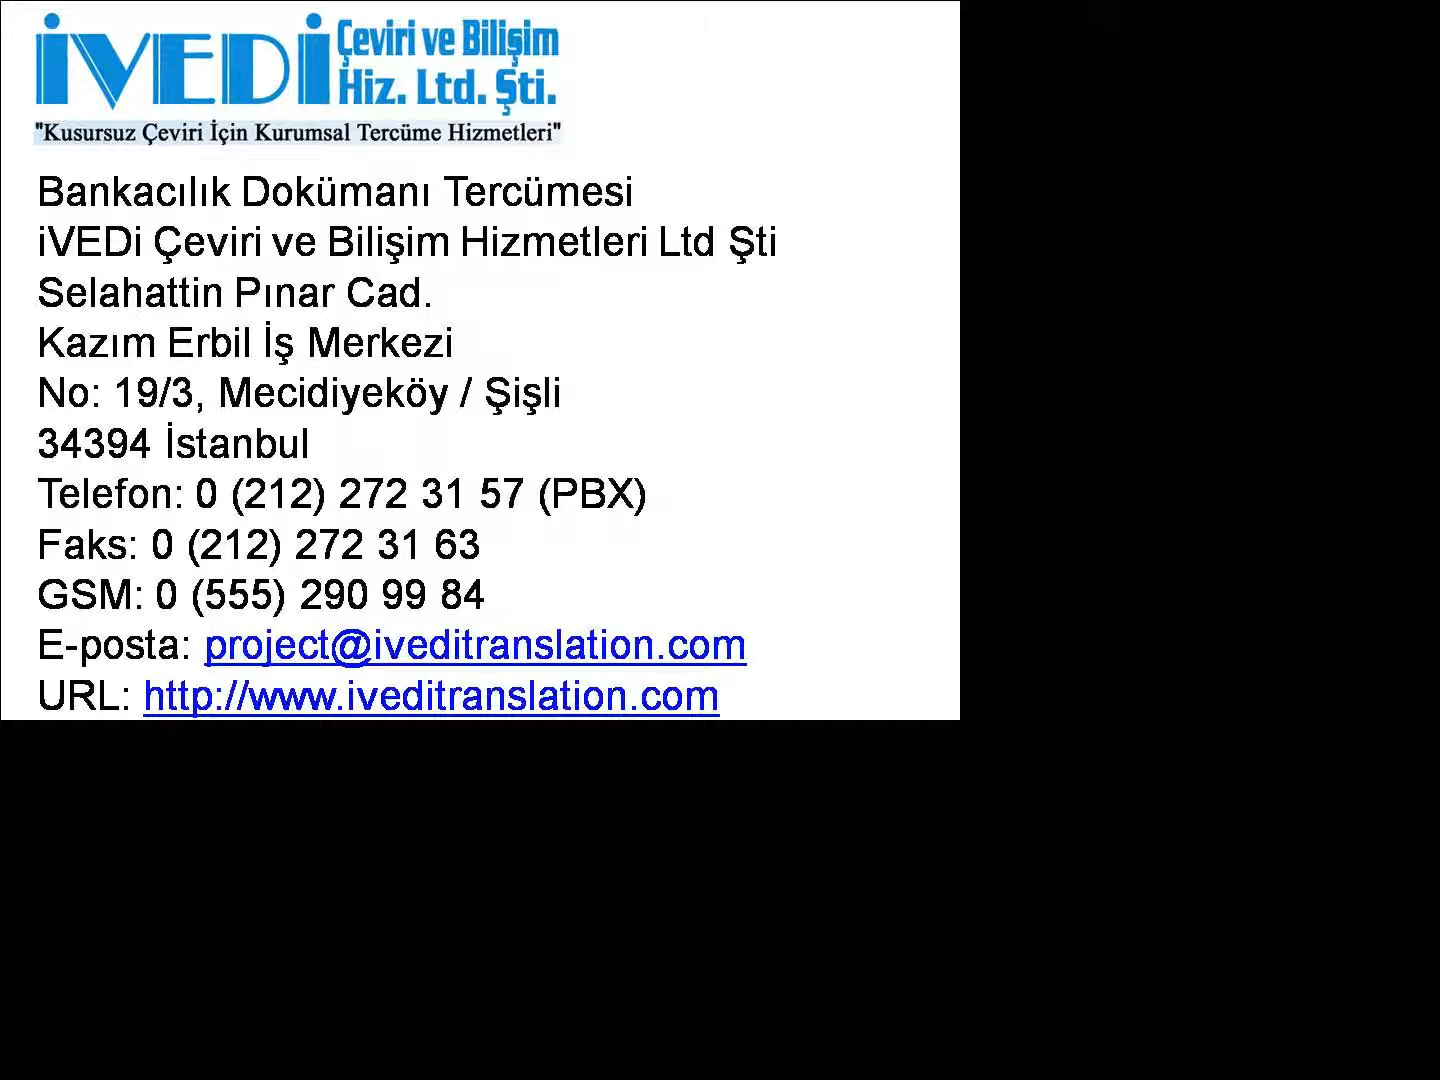 iVEDi Çeviri ve Bilişim
Hiz. Ltd. Şti.
"Kusursuz Çeviri İçin Kurumsal Tercüme Hizmetleri"
Bankacılık Dokümanı Tercümesi
iVEDi Çeviri ve Bilişim Hizmetleri Ltd Şti
Selahattin Pınar Cad.
Kazım Erbil İş Merkezi
No: 19/3, Mecidiyeköy / Şişli
34394 İstanbul
Telefon: 0 (212) 272 31 57 (PBX)
Faks: 0 (212) 272 31 63
GSM: 0 (555) 290 99 84
E-posta: project@iveditranslation.com
URL: http://www.iveditranslation.com